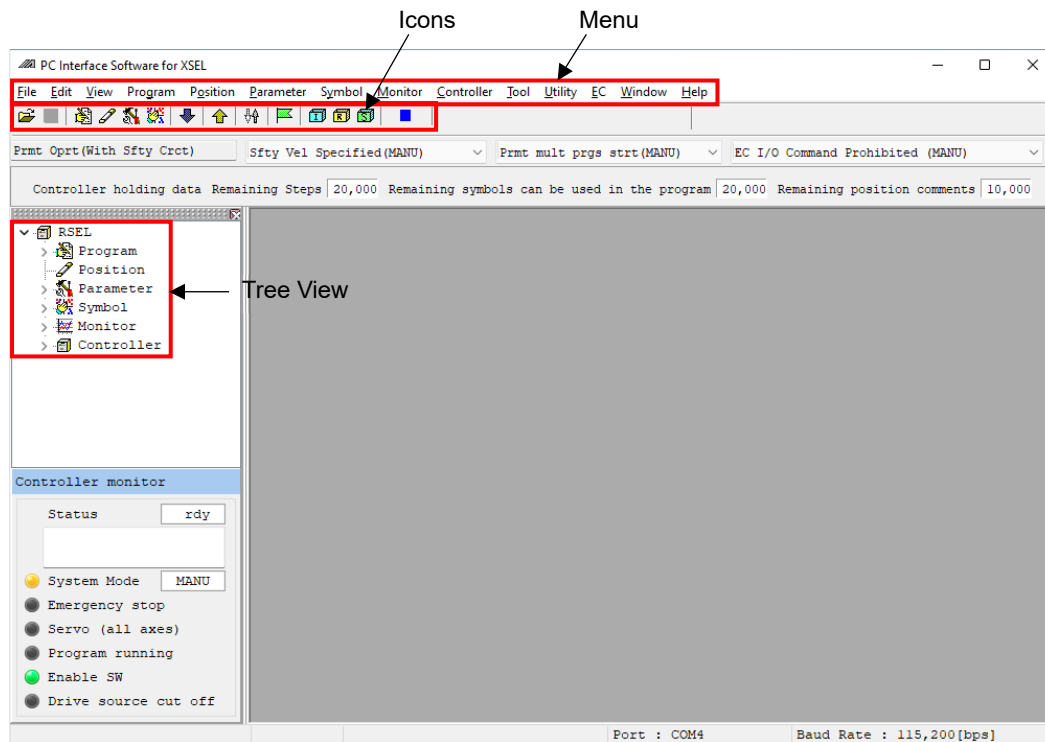 Icons Menu
PC Interface Software for XSEL
File Edit View Program Position Parameter Symbol Monitor Controller Tool Utility EC Window Help
I R S
Prmt Oprt(With Sfty Crct) Sfty Vel Specified(MANU) Prmt mult prgs strt(MANU) EC I/O Command Prohibited (MANU)
Controller holding data Remaining Steps 20,000 Remaining symbols can be used in the program 20,000 Remaining position comments 10,000
RSEL
Program
Position
Parameter
Symbol
Monitor
Controller
Tree View
Controller monitor
Status rdy
System Mode MANU
Emergency stop
Servo (all axes)
Program running
Enable SW
Drive source cut off
Port : COM4 Baud Rate : 115,200[bps]